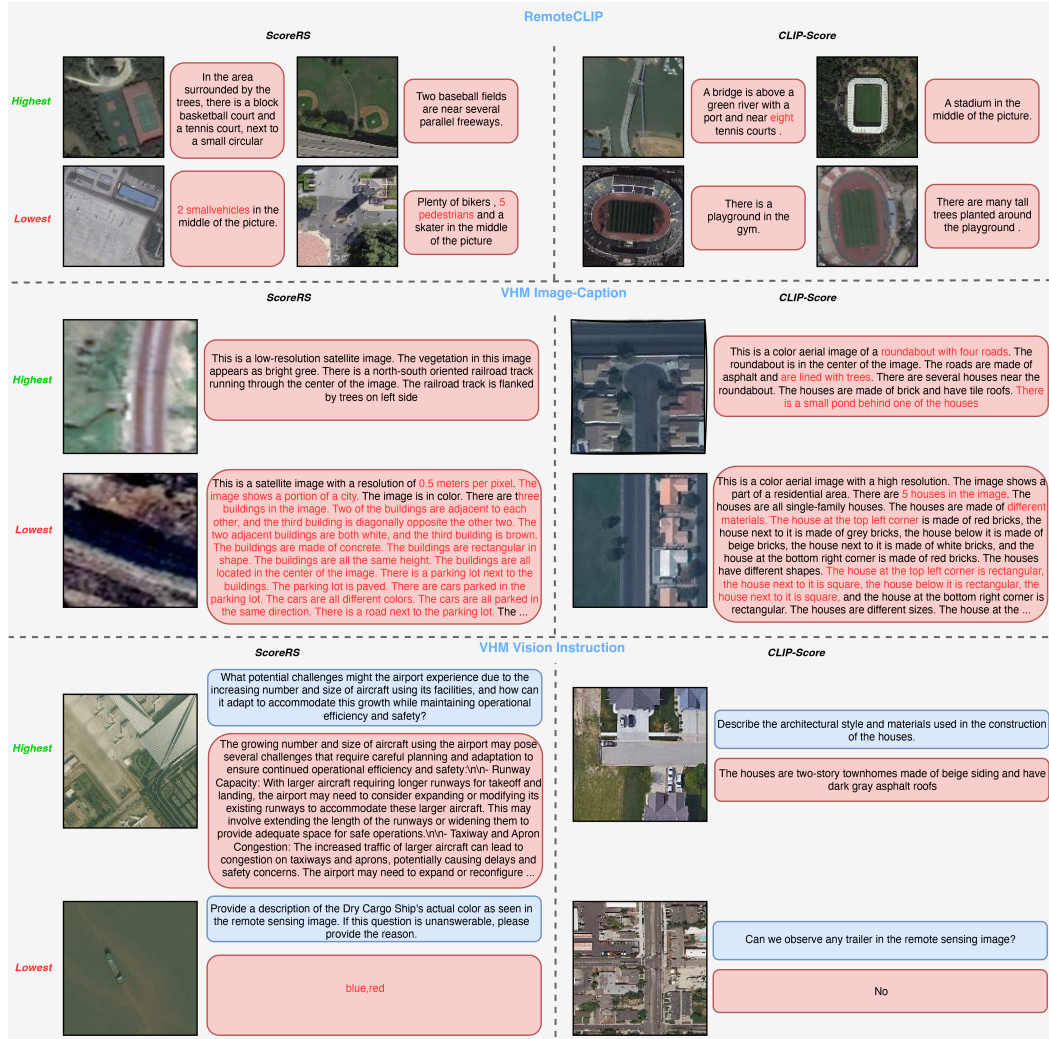 RemoteCLIP
ScoreRS
CLIP-Score
Highest
In the area
surrounded by the
trees, there is a block
basketball court and
a tennis court, next to
a small circular
Two baseball fields
are near several
parallel freeways.
A bridge is above a
green river with a
port and near eight
tennis courts .
A stadium in the
middle of the picture.
Lowest
2 smallvehicles in the
middle of the picture.
Plenty of bikers , 5
pedestrians and a
skater in the middle
of the picture
There is a
playground in the
gym.
There are many tall
trees planted around
the playground .
VHM Image-Caption
ScoreRS
CLIP-Score
Highest
This is a low-resolution satellite image. The vegetation in this image
appears as bright gree. There is a north-south oriented railroad track
running through the center of the image. The railroad track is flanked
by trees on left side
This is a color aerial image of a roundabout with four roads. The
roundabout is in the center of the image. The roads are made of
asphalt and are lined with trees. There are several houses near the
roundabout. The houses are made of brick and have tile roofs. There
is a small pond behind one of the houses
Lowest
This is a satellite image with a resolution of 0.5 meters per pixel. The
image shows a portion of a city. The image is in color. There are three
buildings in the image. Two of the buildings are adjacent to each
other, and the third building is diagonally opposite the other two. The
two adjacent buildings are both white, and the third building is brown.
The buildings are made of concrete. The buildings are rectangular in
shape. The buildings are all the same height. The buildings are all
located in the center of the image. There is a parking lot next to the
buildings. The parking lot is paved. There are cars parked in the
parking lot. The cars are all different colors. The cars are all parked in
the same direction. There is a road next to the parking lot. The ...
This is a color aerial image with a high resolution. The image shows a
part of a residential area. There are 5 houses in the image. The
houses are all single-family houses. The houses are made of different
materials. The house at the top left corner is made of red bricks, the
house next to it is made of grey bricks, the house below it is made of
beige bricks, the house next to it is made of white bricks, and the
house at the bottom right corner is made of red bricks. The houses
have different shapes. The house at the top left corner is rectangular,
the house next to it is square, the house below it is rectangular, the
house next to it is square, and the house at the bottom right corner is
rectangular. The houses are different sizes. The house at the ...
VHM Vision Instruction
ScoreRS
CLIP-Score
Highest
What potential challenges might the airport experience due to the
increasing number and size of aircraft using its facilities, and how can
it adapt to accommodate this growth while maintaining operational
efficiency and safety?
The growing number and size of aircraft using the airport may pose
several challenges that require careful planning and adaptation to
ensure continued operational efficiency and safety:\n\n- Runway
Capacity: With larger aircraft requiring longer runways for takeoff and
landing, the airport may need to consider expanding or modifying its
existing runways to accommodate these larger aircraft. This may
involve extending the length of the runways or widening them to
provide adequate space for safe operations.\n\n- Taxiway and Apron
Congestion: The increased traffic of larger aircraft can lead to
congestion on taxiways and aprons, potentially causing delays and
safety concerns. The airport may need to expand or reconfigure ...
Describe the architectural style and materials used in the construction
of the houses.
The houses are two-story townhomes made of beige siding and have
dark gray asphalt roofs
Lowest
Provide a description of the Dry Cargo Ship's actual color as seen in
the remote sensing image. If this question is unanswerable, please
provide the reason.
blue,red
Can we observe any trailer in the remote sensing image?
No